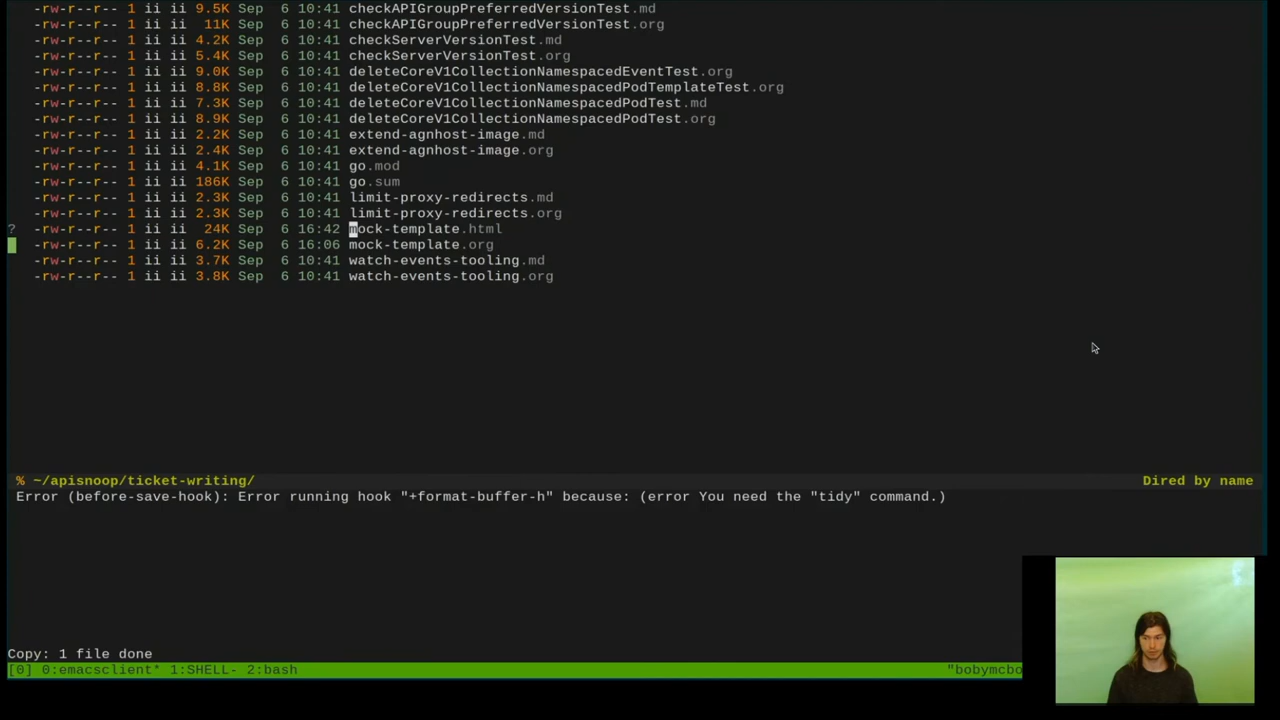 -rw-r--r-- 1 ii ii 9.5K Sep  6 10:41 checkAPIGroupPreferredVersionTest.md
-rw-r--r-- 1 ii ii  11K Sep  6 10:41 checkAPIGroupPreferredVersionTest.org
-rw-r--r-- 1 ii ii 4.2K Sep  6 10:41 checkServerVersionTest.md
-rw-r--r-- 1 ii ii 5.4K Sep  6 10:41 checkServerVersionTest.org
-rw-r--r-- 1 ii ii 9.0K Sep  6 10:41 deleteCoreV1CollectionNamespacedEventTest.org
-rw-r--r-- 1 ii ii 8.8K Sep  6 10:41 deleteCoreV1CollectionNamespacedPodTemplateTest.org
-rw-r--r-- 1 ii ii 7.3K Sep  6 10:41 deleteCoreV1CollectionNamespacedPodTest.md
-rw-r--r-- 1 ii ii 8.9K Sep  6 10:41 deleteCoreV1CollectionNamespacedPodTest.org
-rw-r--r-- 1 ii ii 2.2K Sep  6 10:41 extend-agnhost-image.md
-rw-r--r-- 1 ii ii 2.4K Sep  6 10:41 extend-agnhost-image.org
-rw-r--r-- 1 ii ii 4.1K Sep  6 10:41 go.mod
-rw-r--r-- 1 ii ii 186K Sep  6 10:41 go.sum
-rw-r--r-- 1 ii ii 2.3K Sep  6 10:41 limit-proxy-redirects.md
-rw-r--r-- 1 ii ii 2.3K Sep  6 10:41 limit-proxy-redirects.org
? -rw-r--r-- 1 ii ii  24K Sep  6 16:42 mock-template.html
-rw-r--r-- 1 ii ii 6.2K Sep  6 16:06 mock-template.org
-rw-r--r-- 1 ii ii 3.7K Sep  6 10:41 watch-events-tooling.md
-rw-r--r-- 1 ii ii 3.8K Sep  6 10:41 watch-events-tooling.org
% ~/apisnoop/ticket-writing/ Dired by name
Error (before-save-hook): Error running hook "+format-buffer-h" because: (error You need the "tidy" command.)
Copy: 1 file done
[0] 0:emacsclient* 1:SHELL- 2:bash "bobymcbo